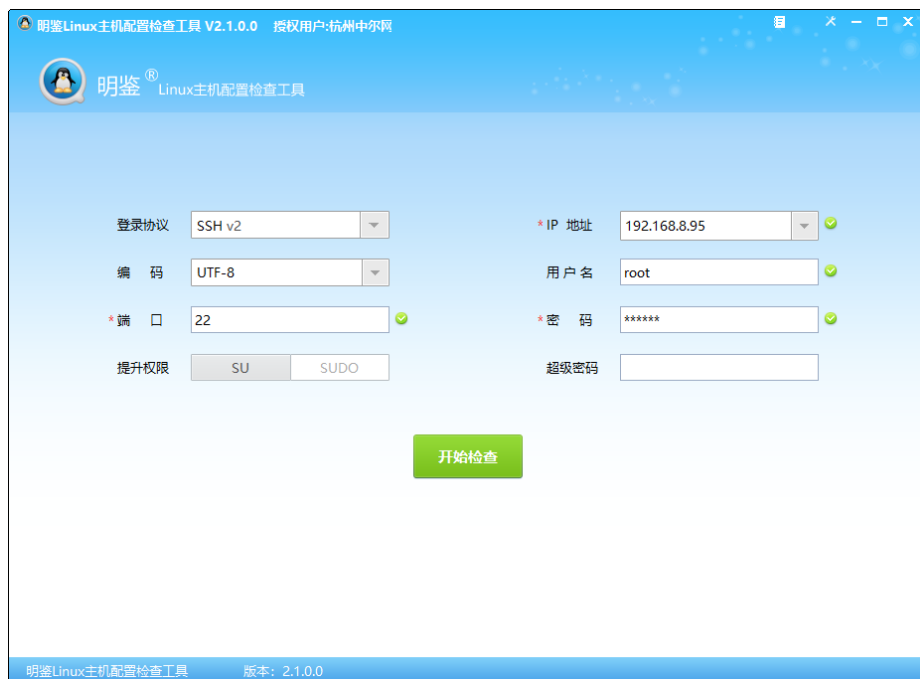 明鉴Linux主机配置检查工具 V2.1.0.0 授权用户:杭州中尔网
明鉴®Linux主机配置检查工具
登录协议 SSH v2 *IP 地址 192.168.8.95
编 码 UTF-8 用户名 root
*端 口 22 *密 码 ******
提升权限 SU SUDO 超级密码
开始检查
明鉴Linux主机配置检查工具 版本: 2.1.0.0